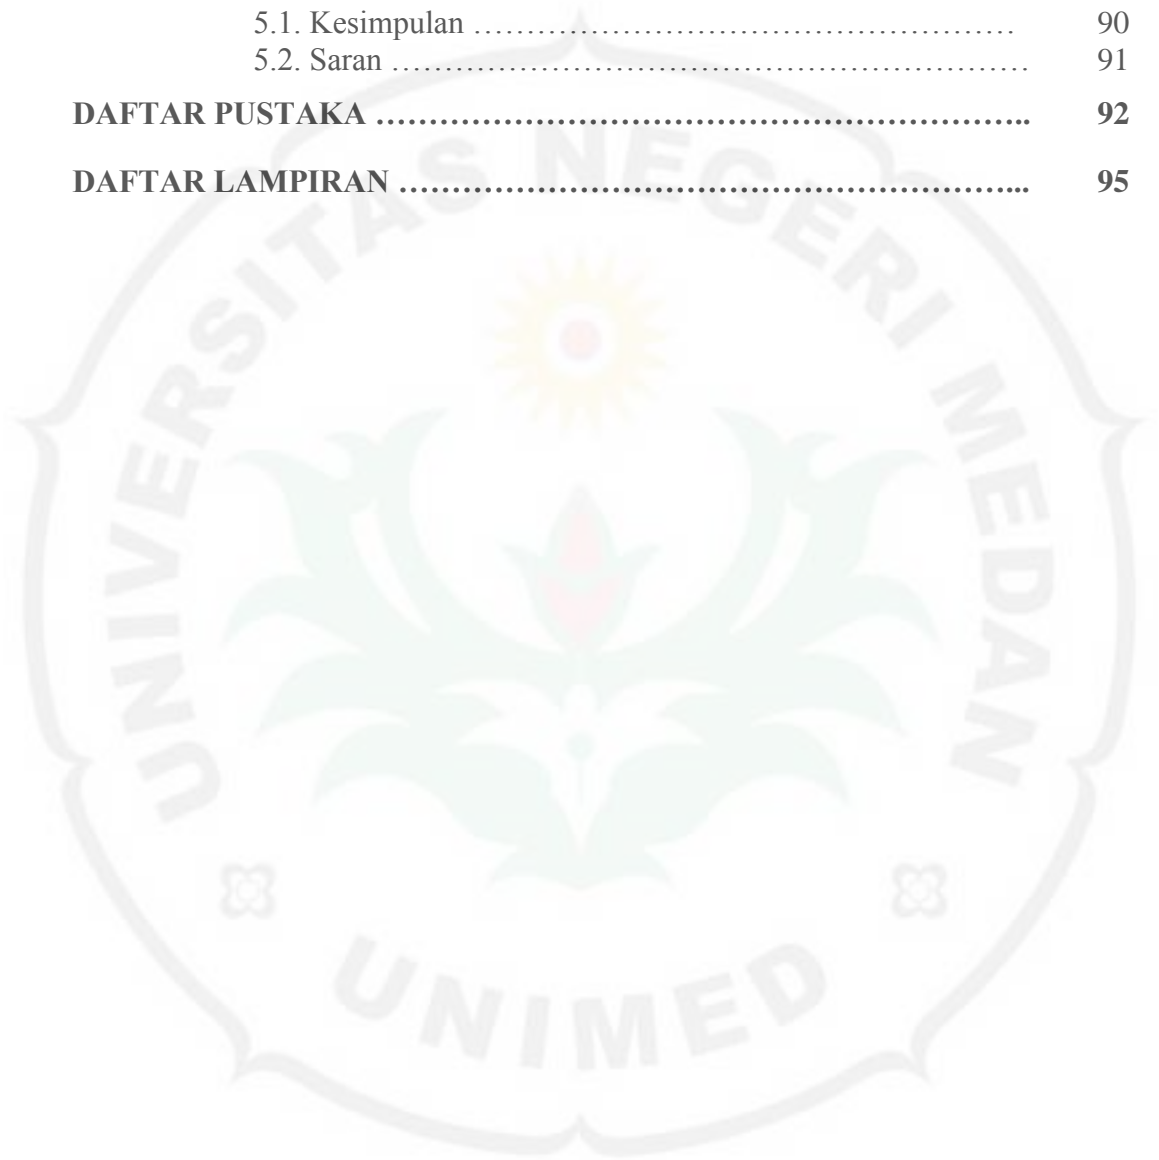 5.1. Kesimpulan ……………………………………………… 90
5.2. Saran …………………………………………………… 91
DAFTAR PUSTAKA …………………………………………………….. 92
DAFTAR LAMPIRAN …………………………………………………... 95
UNIVERSITAS NEGERI MEDAN
UNIMED